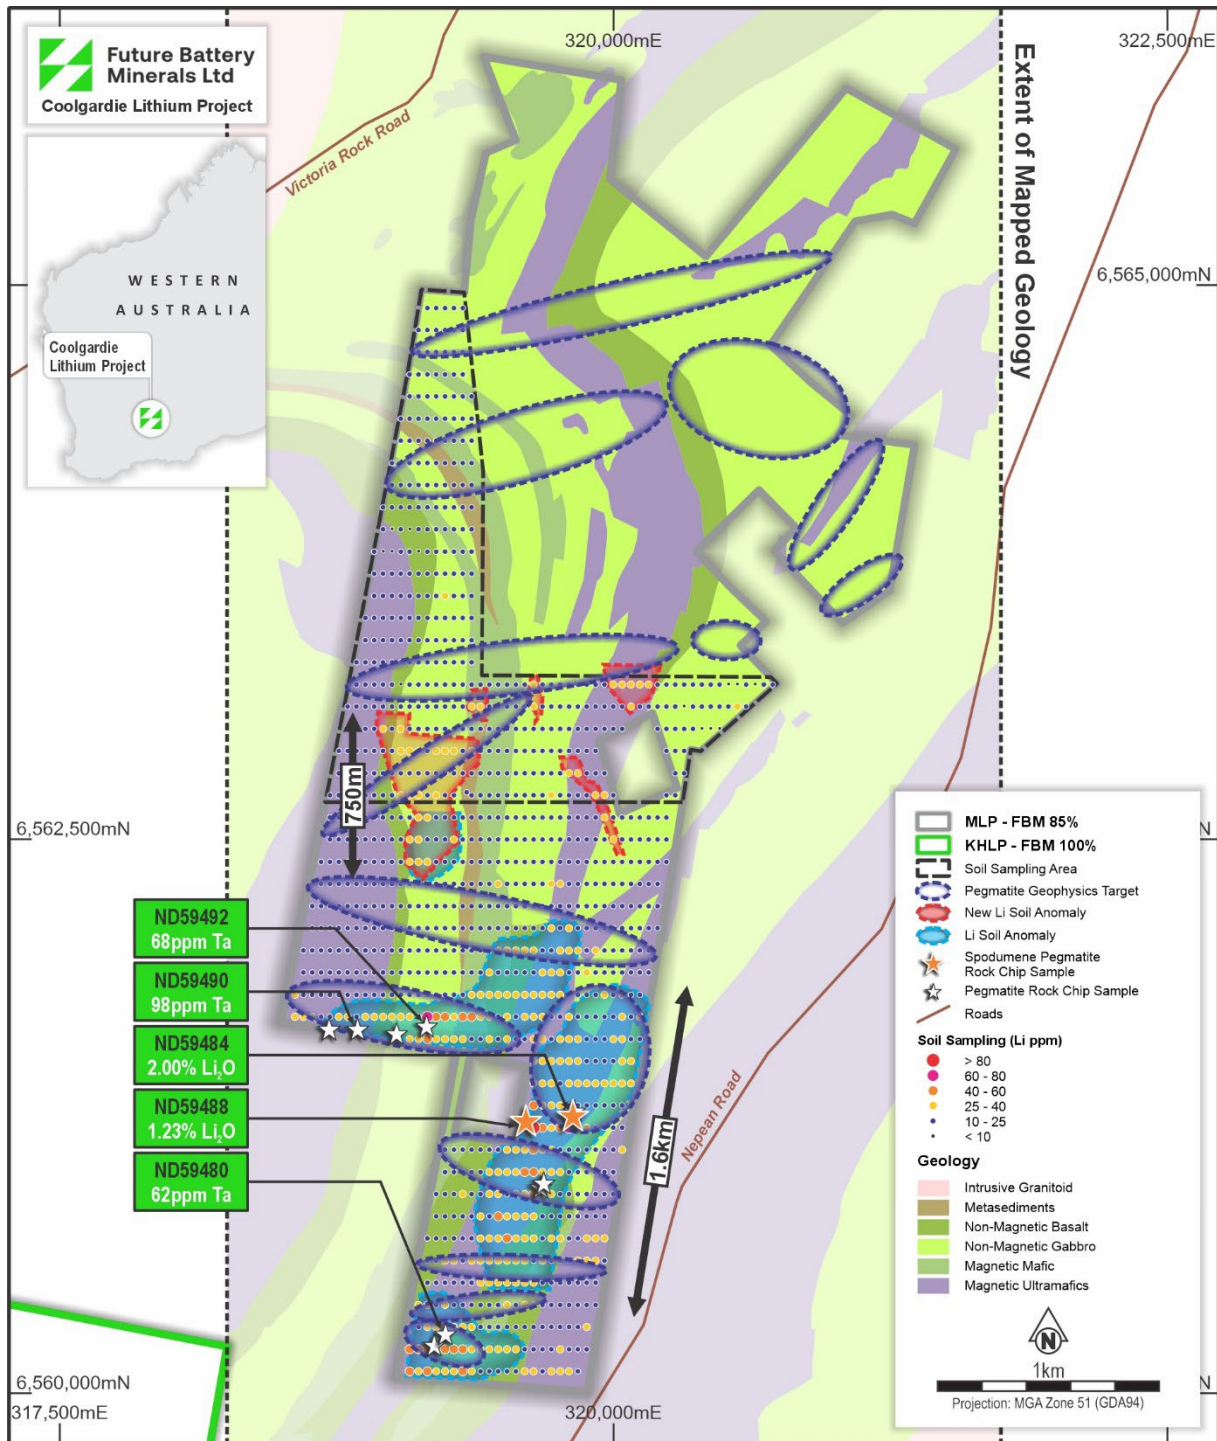 Future Battery
Minerals Ltd
Coolgardie Lithium Project
320,000mE
322,500mE
Extent of Mapped Geology
Victoria Rock Road
WESTERN
AUSTRALIA
Coolgardie
Lithium Project
6,565,000mN
750m
6,562,500mN
N
ND59492
68ppm Ta
ND59490
98ppm Ta
ND59484
2.00% Li₂O
ND59488
1.23% Li₂O
ND59480
62ppm Ta
1.6km
Nepean Road
MLP - FBM 85%
KHLP - FBM 100%
Soil Sampling Area
Pegmatite Geophysics Target
New Li Soil Anomaly
Li Soil Anomaly
Spodumene Pegmatite
Rock Chip Sample
Pegmatite Rock Chip Sample
Roads
Soil Sampling (Li ppm)
> 80
60 - 80
40 - 60
25 - 40
10 - 25
< 10
Geology
Intrusive Granitoid
Metasediments
Non-Magnetic Basalt
Non-Magnetic Gabbro
Magnetic Mafic
Magnetic Ultramafics
N
1km
Projection: MGA Zone 51 (GDA94)
6,560,000mN
N
317,500mE
320,000mE